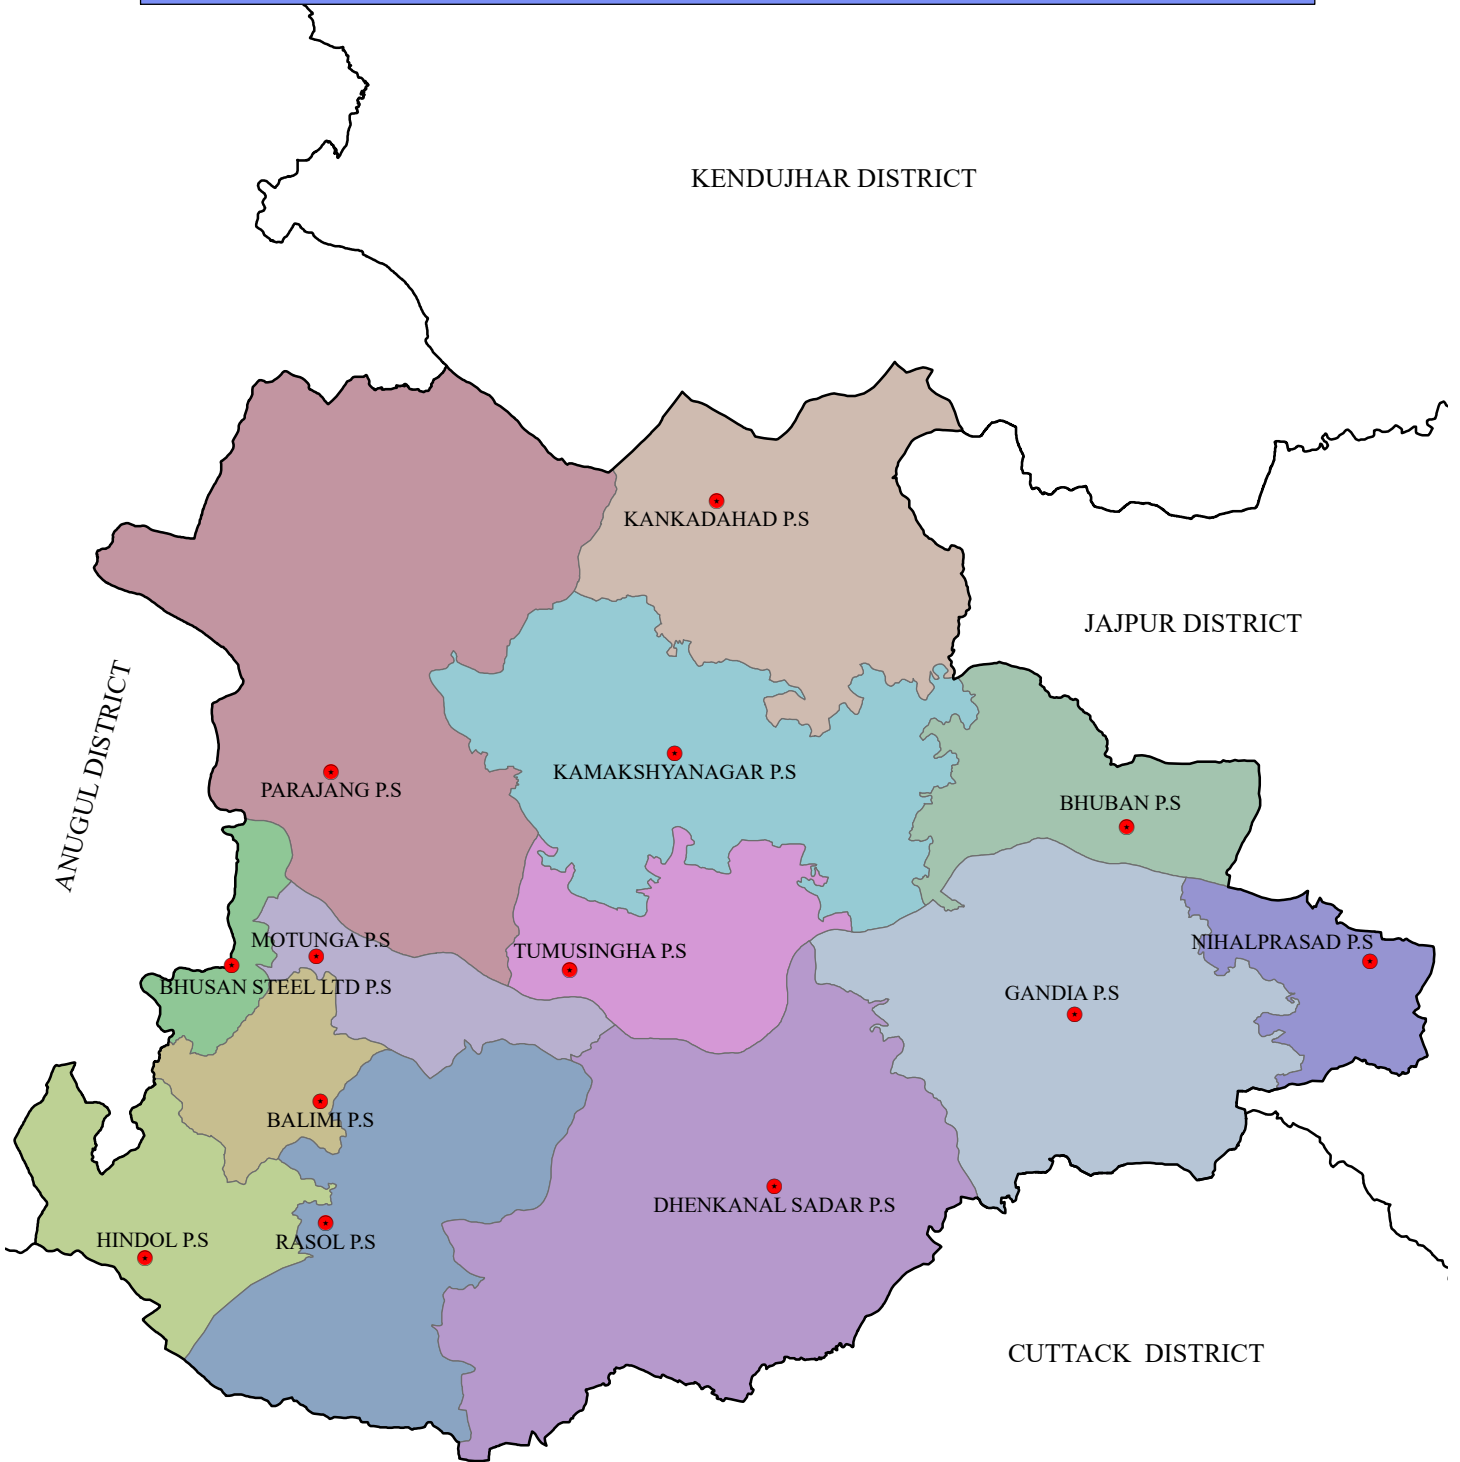 KENDUJHAR DISTRICT
KANKADAHAD P.S
JAJPUR DISTRICT
ANUGUL DISTRICT
PARAJANG P.S
KAMAKSHYANAGAR P.S
BHUBAN P.S
MOTUNGA P.S
TUMUSINGHA P.S
NIHALPRASAD P.S
BHUSAN STEEL LTD P.S
GANDIA P.S
BALIMI P.S
DHENKANAL SADAR P.S
HINDOL P.S
RASOL P.S
CUTTACK DISTRICT